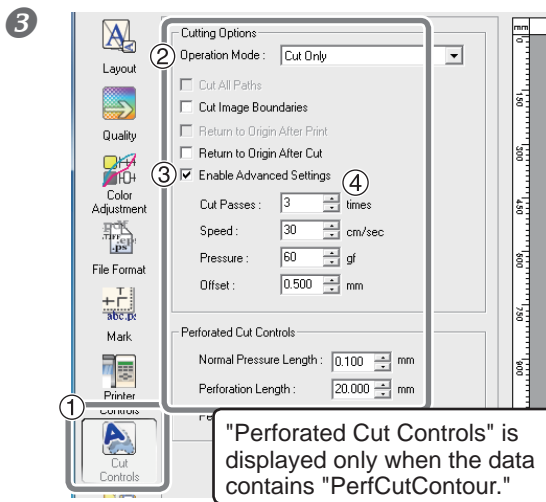 3
Layout
Quality
Color
Adjustment
File Format
Mark
Printer
Controls
1
Cut
Controls
Cutting Options
2 Operation Mode : Cut Only
Cut All Paths
Cut Image Boundaries
Return to Origin After Print
Return to Origin After Cut
3 Enable Advanced Settings
4
Cut Passes : 3 times
Speed : 30 cm/sec
Pressure : 60 gf
Offset : 0.500 mm
Perforated Cut Controls
Normal Pressure Length : 0.100 mm
Perforation Length : 20.000 mm
"Perforated Cut Controls" is
displayed only when the data
contains "PerfCutContour."
mm
0
150
300
450
600
750
900